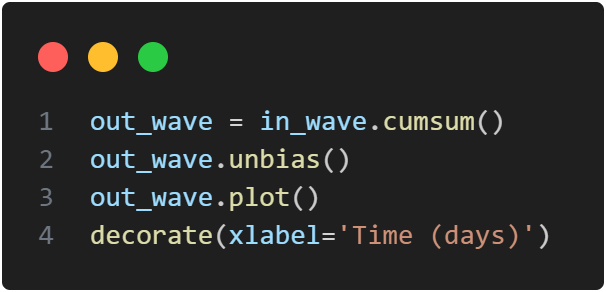 1 out_wave = in_wave.cumsum()
2 out_wave.unbias()
3 out_wave.plot()
4 decorate(xlabel='Time (days)')